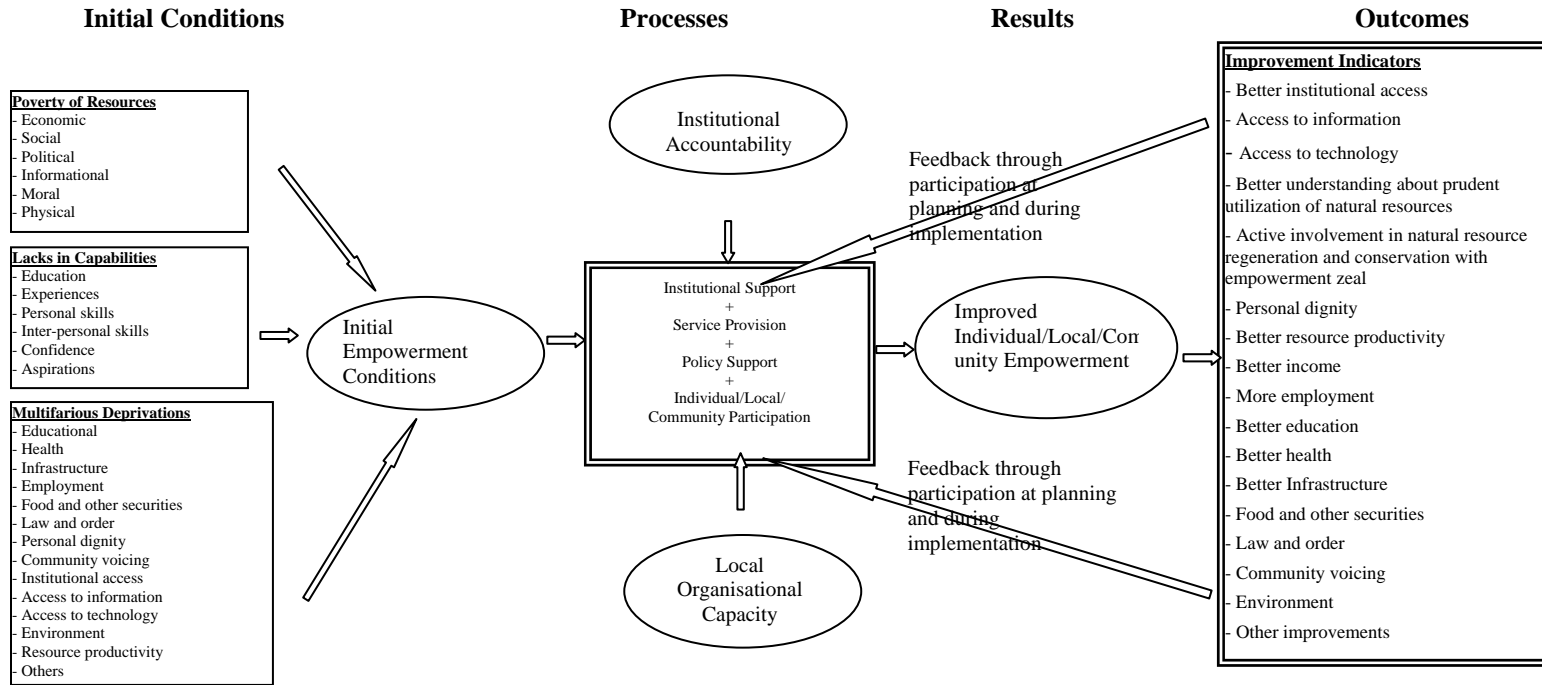 Initial Conditions
Processes
Results
Outcomes
Poverty of Resources
- Economic
- Social
- Political
- Informational
- Moral
- Physical
Lacks in Capabilities
- Education
- Experiences
- Personal skills
- Inter-personal skills
- Confidence
- Aspirations
Multifarious Deprivations
- Educational
- Health
- Infrastructure
- Employment
- Food and other securities
- Law and order
- Personal dignity
- Community voicing
- Institutional access
- Access to information
- Access to technology
- Environment
- Resource productivity
- Others
Initial
Empowerment
Conditions
Institutional
Accountability
Institutional Support
+
Service Provision
+
Policy Support
+
Individual/Local/
Community Participation
Local
Organisational
Capacity
Feedback through
participation at
planning and during
implementation
Improved
Individual/Local/Com
unity Empowerment
Feedback through
participation at planning
and during
implementation
Improvement Indicators
- Better institutional access
- Access to information
- Access to technology
- Better understanding about prudent
utilization of natural resources
- Active involvement in natural resource
regeneration and conservation with
empowerment zeal
- Personal dignity
- Better resource productivity
- Better income
- More employment
- Better education
- Better health
- Better Infrastructure
- Food and other securities
- Law and order
- Community voicing
- Environment
- Other improvements